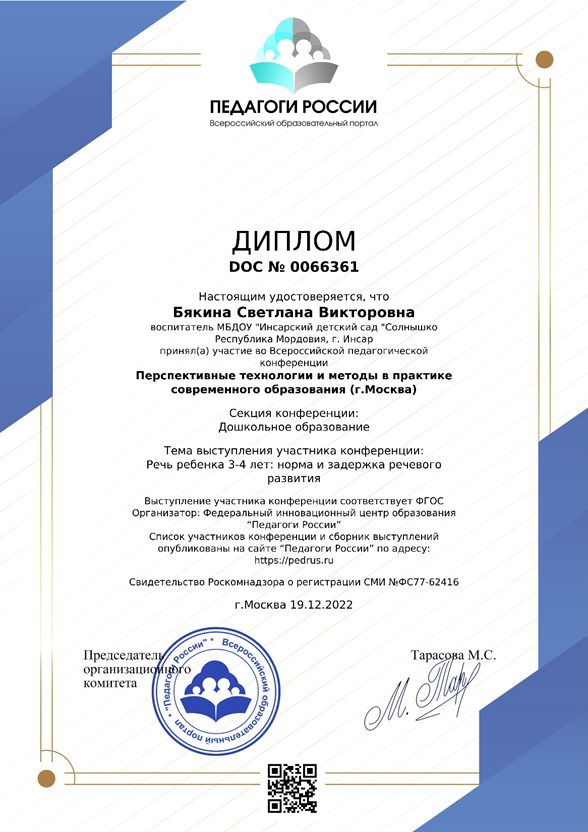 ПЕДАГОГИ РОССИИ
Всероссийский образовательный портал
ДИПЛОМ
DOC № 0066361
Настоящим удостоверяется, что
Бякина Светлана Викторовна
воспитатель МБДОУ "Инсарский детский сад "Солнышко
Республика Мордовия, г. Инсар
принял(а) участие во Всероссийской педагогической
конференции
Перспективные технологии и методы в практике
современного образования (г.Москва)
Секция конференции:
Дошкольное образование
Тема выступления участника конференции:
Речь ребенка 3-4 лет: норма и задержка речевого
развития
Выступление участника конференции соответствует ФГОС
Организатор: Федеральный инновационный центр образования
“Педагоги России”
Список участников конференции и сборник выступлений
опубликованы на сайте “Педагоги России” по адресу:
https://pedrus.ru
Свидетельство Роскомнадзора о регистрации СМИ №ФС77-62416
г.Москва 19.12.2022
Председатель
организационного
комитета
Тарасова М.С.
М. Тар
* Всероссийский образовательный портал * "Педагоги России" *